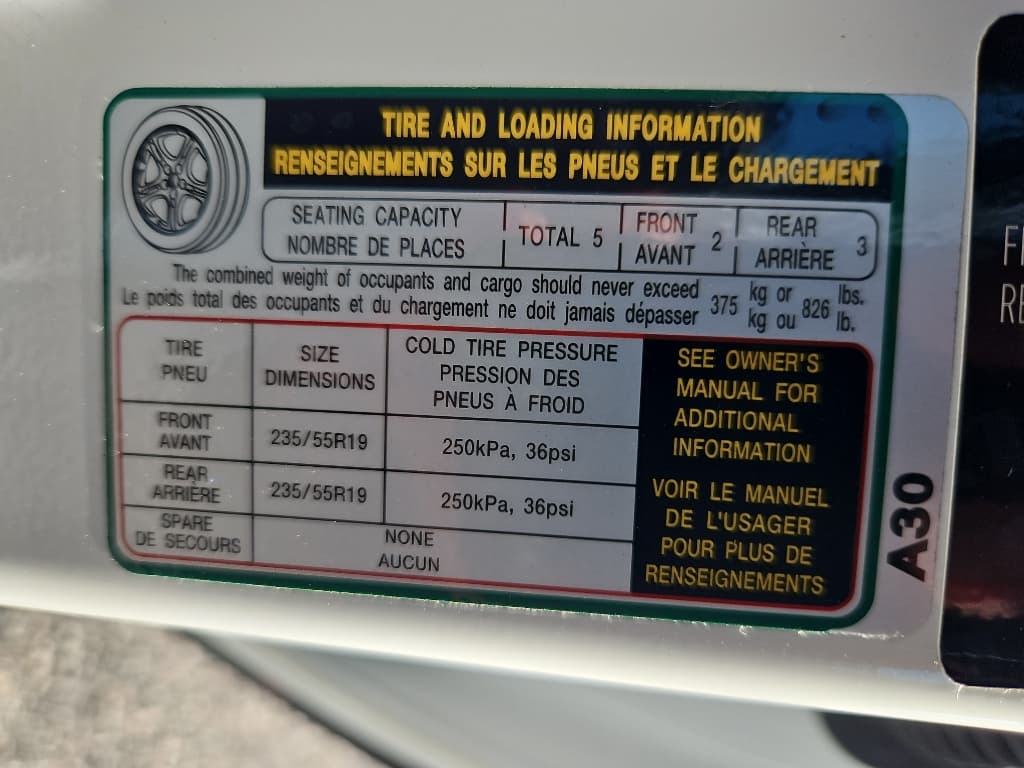 TIRE AND LOADING INFORMATION
RENSEIGNEMENTS SUR LES PNEUS ET LE CHARGEMENT
SEATING CAPACITY
NOMBRE DE PLACES
TOTAL 5
FRONT
AVANT
2
REAR
ARRIÈRE
3
The combined weight of occupants and cargo should never exceed
Le poids total des occupants et du chargement ne doit jamais dépasser
375
kg or
kg ou
826
lbs.
lb.
TIRE
PNEU
SIZE
DIMENSIONS
COLD TIRE PRESSURE
PRESSION DES
PNEUS À FROID
FRONT
AVANT
235/55R19
250kPa, 36psi
REAR
ARRIÈRE
235/55R19
250kPa, 36psi
SPARE
DE SECOURS
NONE
AUCUN
SEE OWNER'S
MANUAL FOR
ADDITIONAL
INFORMATION
VOIR LE MANUEL
DE L'USAGER
POUR PLUS DE
RENSEIGNEMENTS
A30